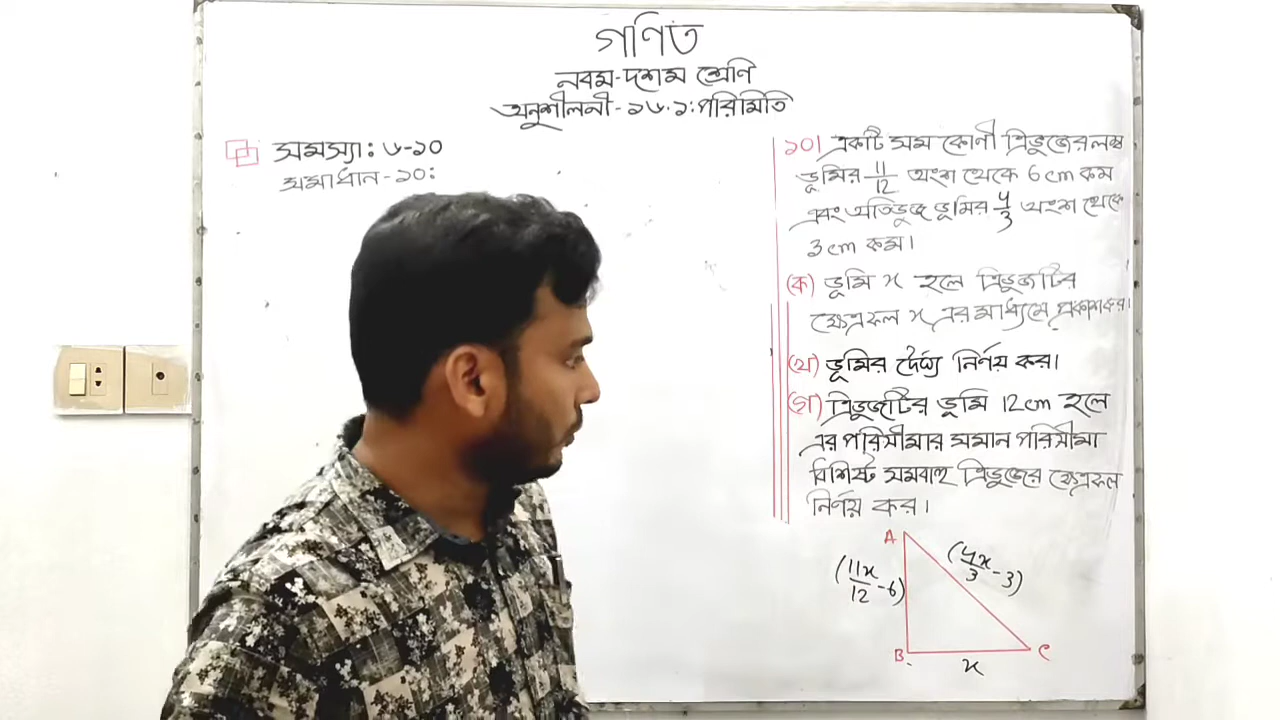 গণিত
নবম-দশম শ্রেণি
অনুশীলনী-১৬.১:পরিমিতি
সমস্যা: ৬-১০
সমাধান-১০:
১০। একটি সমকোণী ত্রিভুজের লম্ব
ভূমির 11/12 অংশ থেকে 6 cm কম
এবং অতিভুজ ভূমির 4/3 অংশ থেকে
3 cm কম।
(ক) ভূমি x হলে ত্রিভুজটির
ক্ষেত্রফল x এর মাধ্যমে প্রকাশ কর।
(খ) ভূমির দৈর্ঘ্য নির্ণয় কর।
(গ) ত্রিভুজটির ভূমি 12cm হলে
এর পরিসীমার সমান পরিসীমা
বিশিষ্ট সমবাহু ত্রিভুজের ক্ষেত্রফল
নির্ণয় কর।
A
(11x/12 - 6)
(4x/3 - 3)
B
C
x